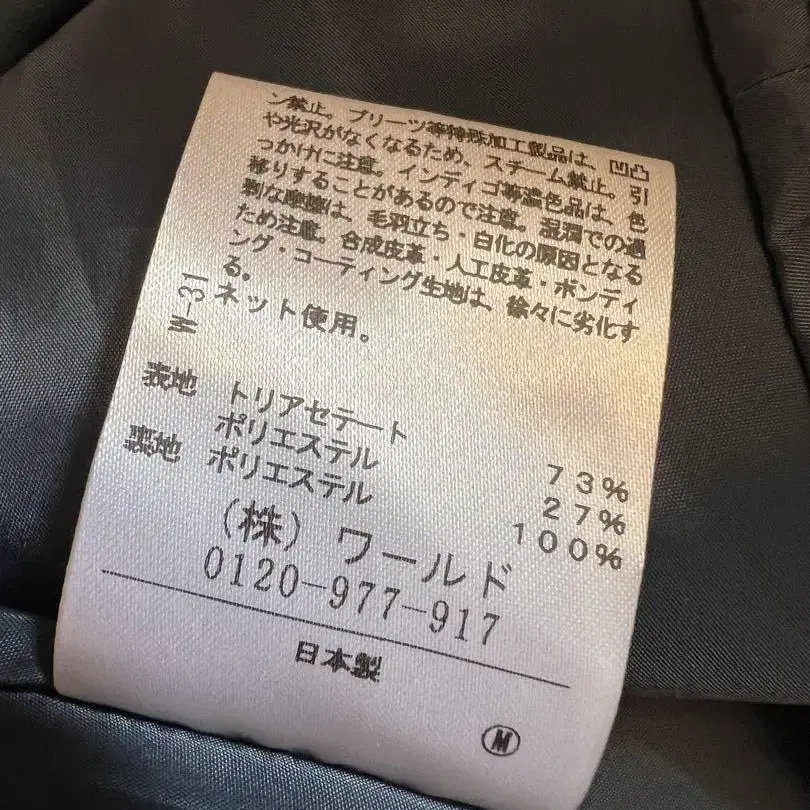 ン禁止。プリーツ等特殊加工製品は、凹凸
や光沢がなくなるため、スチーム禁止。引
っかけに注意。インディゴ等濃色品は、色
移りすることがあるので注意。湿潤での過
剰な摩擦は、毛羽立ち・白化の原因となる
ため注意。合成皮革・人工皮革・ボンディ
ング・コーティング生地は、徐々に劣化す
る。
ネット使用。
W-31
表地 トリアセテート 73%
ポリエステル 27%
裏地 ポリエステル 100%
(株) ワールド
0120-977-917
日本製
M